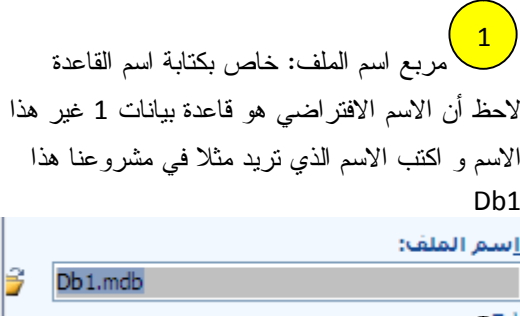 1
مربع اسم الملف: خاص بكتابة اسم القاعدة
لاحظ أن الاسم الافتراضي هو قاعدة بيانات 1 غير هذا
الاسم و اكتب الاسم الذي تريد مثلا في مشروعنا هذا
Db1
اسم الملف:
Db1.mdb